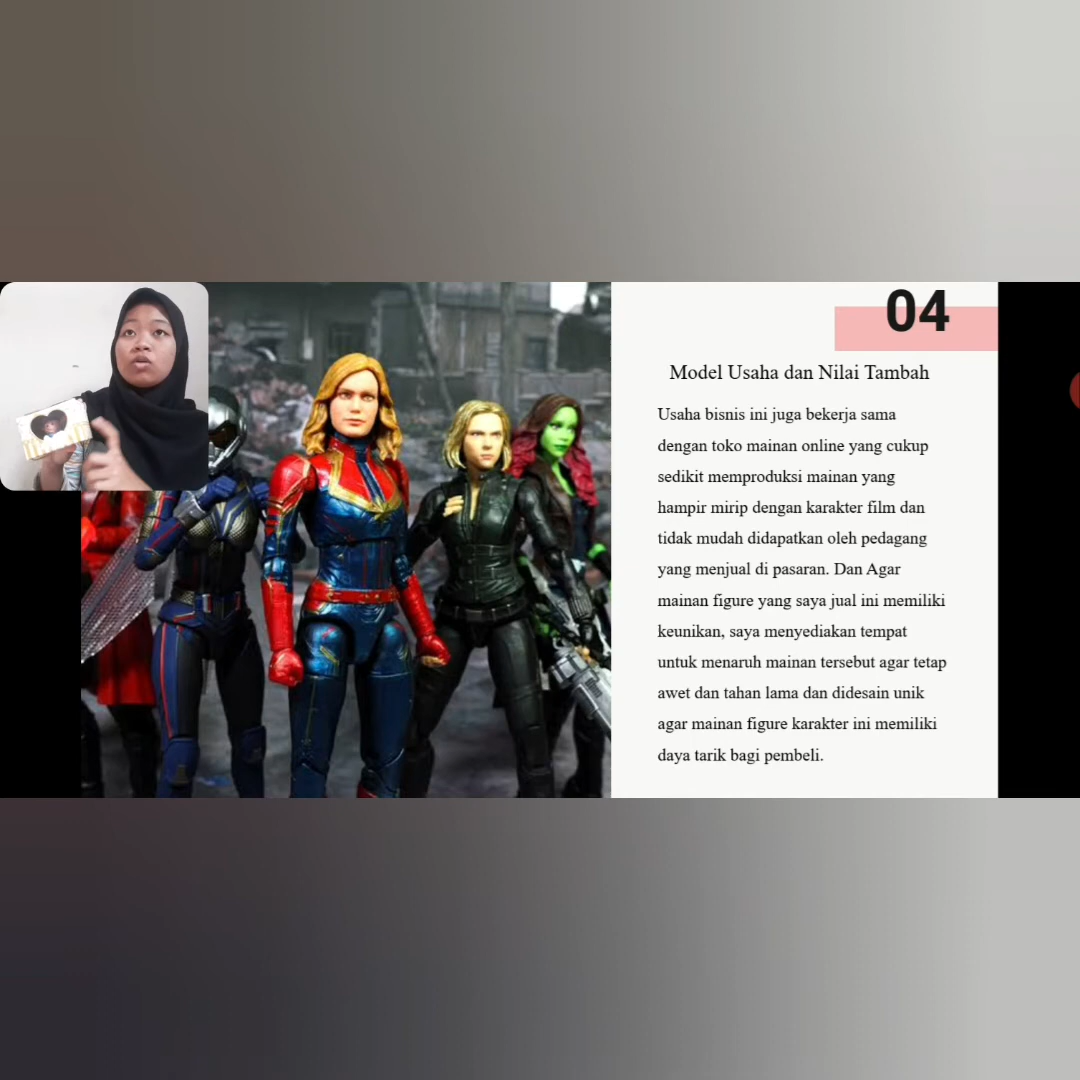 04
Model Usaha dan Nilai Tambah
Usaha bisnis ini juga bekerja sama
dengan toko mainan online yang cukup
sedikit memproduksi mainan yang
hampir mirip dengan karakter film dan
tidak mudah didapatkan oleh pedagang
yang menjual di pasaran. Dan Agar
mainan figure yang saya jual ini memiliki
keunikan, saya menyediakan tempat
untuk menaruh mainan tersebut agar tetap
awet dan tahan lama dan didesain unik
agar mainan figure karakter ini memiliki
daya tarik bagi pembeli.